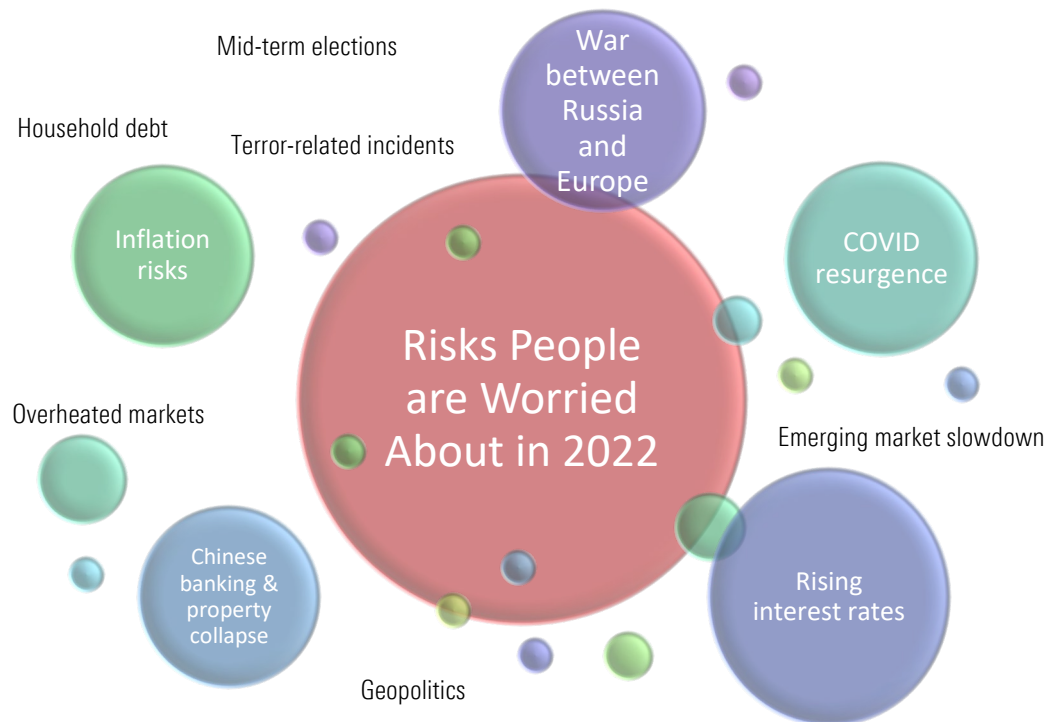 Mid-term elections
War
between
Russia
and
Europe
Household debt
Terror-related incidents
Inflation
risks
COVID
resurgence
Risks People
are Worried
About in 2022
Overheated markets
Emerging market slowdown
Chinese
banking &
property
collapse
Rising
interest rates
Geopolitics